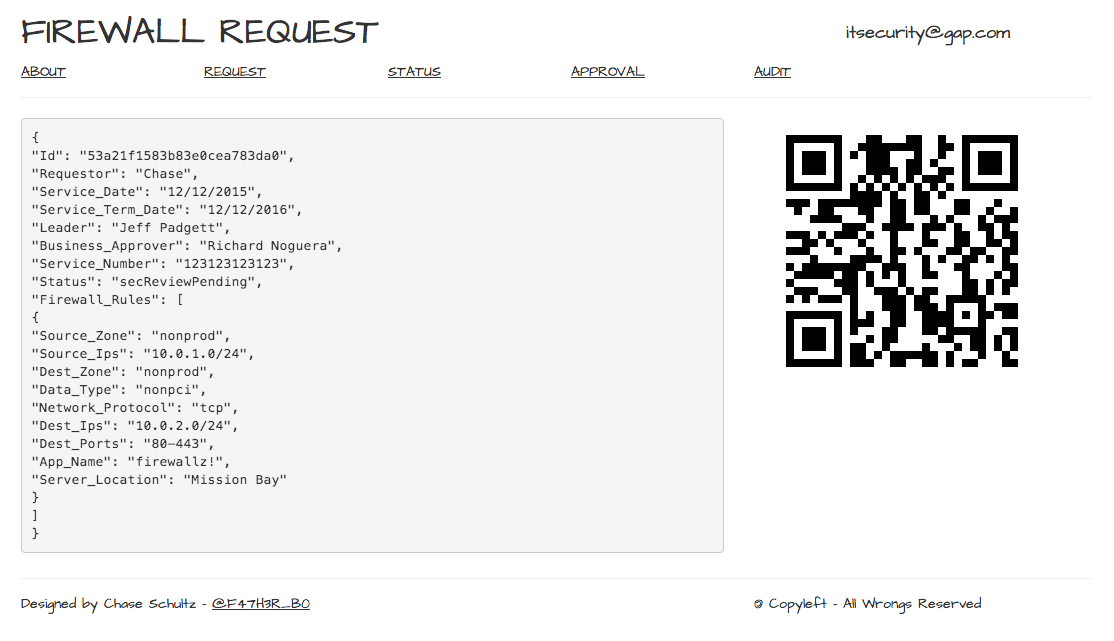 FIREWALL REQUEST
itsecurity@gap.com
ABOUT REQUEST STATUS APPROVAL AUDIT
{
"Id": "53a21f1583b83e0cea783da0",
"Requestor": "Chase",
"Service_Date": "12/12/2015",
"Service_Term_Date": "12/12/2016",
"Leader": "Jeff Padgett",
"Business_Approver": "Richard Noguera",
"Service_Number": "123123123123",
"Status": "secReviewPending",
"Firewall_Rules": [
{
"Source_Zone": "nonprod",
"Source_Ips": "10.0.1.0/24",
"Dest_Zone": "nonprod",
"Data_Type": "nonpci",
"Network_Protocol": "tcp",
"Dest_Ips": "10.0.2.0/24",
"Dest_Ports": "80-443",
"App_Name": "firewallz!",
"Server_Location": "Mission Bay"
}
]
}
Designed by Chase Schultz - @F47H3R_B0
🄯 Copyleft - All Wrongs Reserved